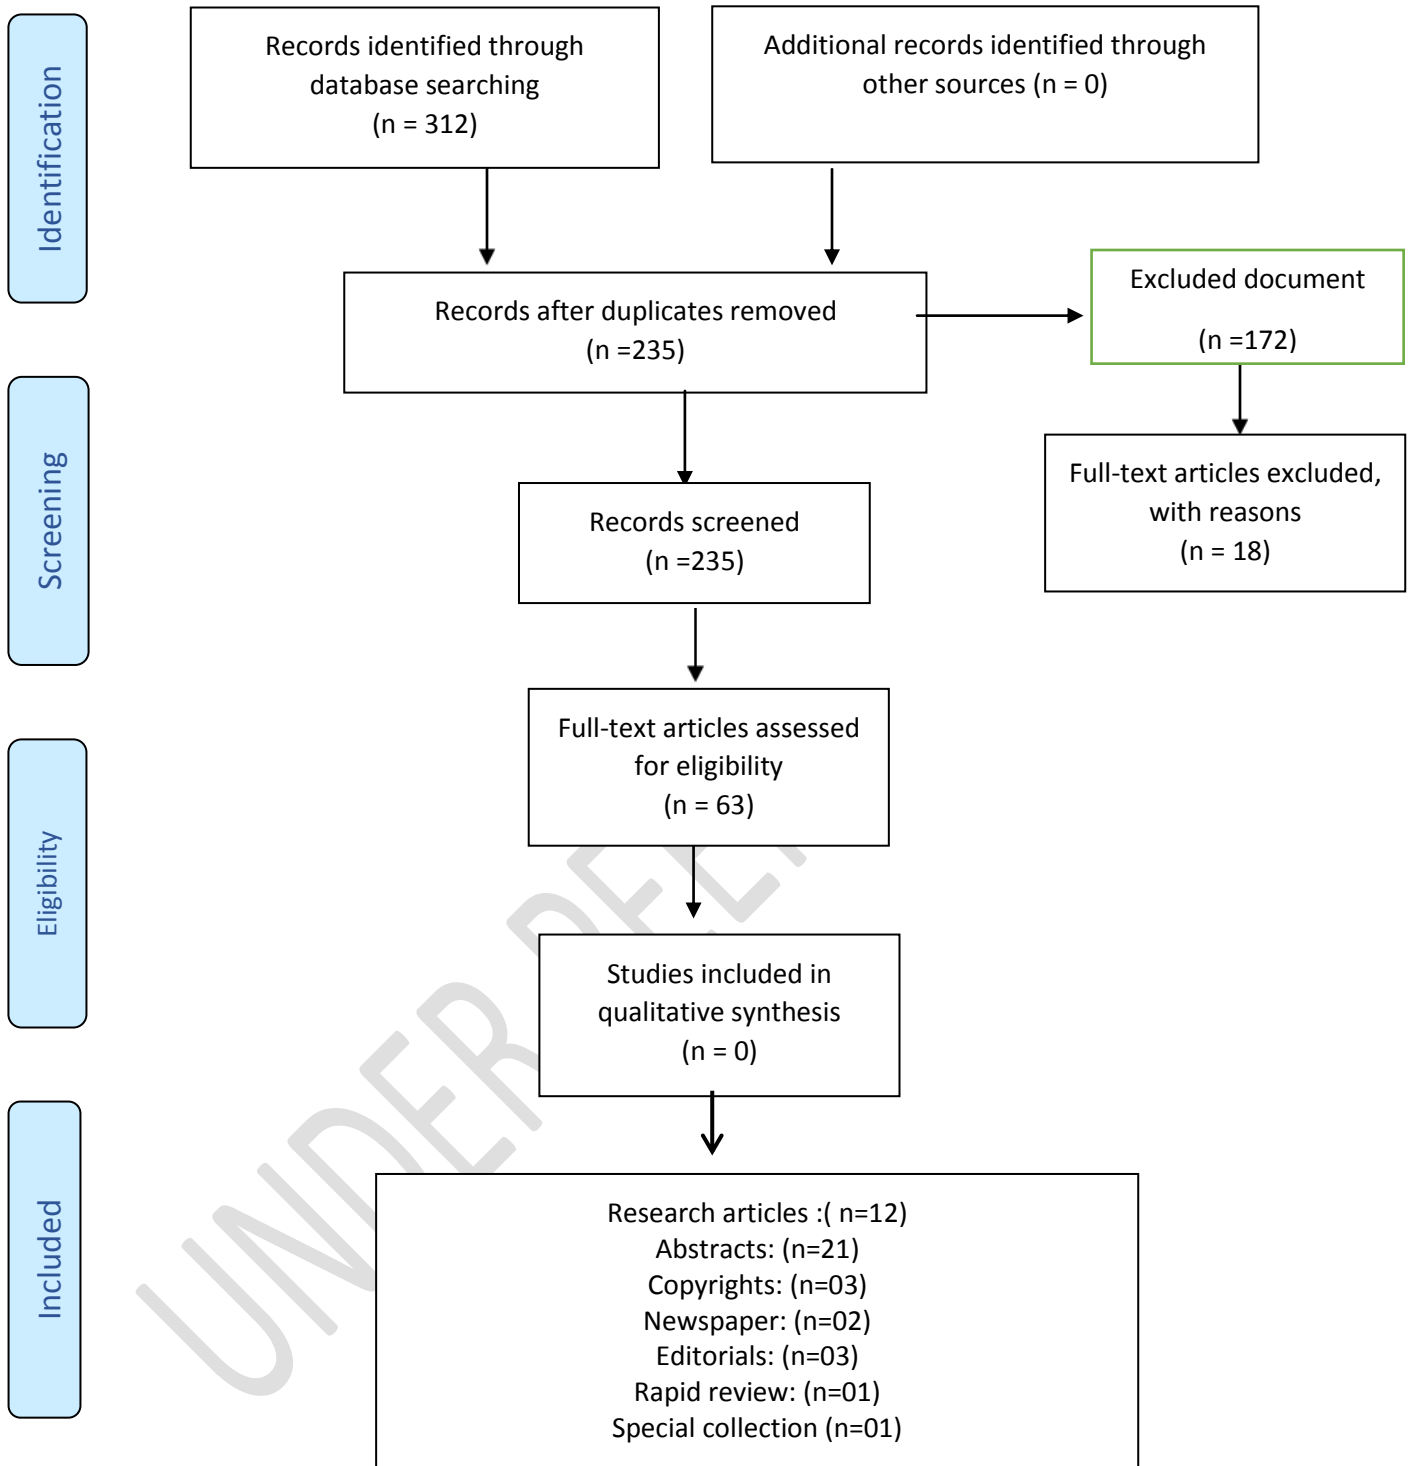 Identification
Records identified through
database searching
(n = 312)
Additional records identified through
other sources (n = 0)
Records after duplicates removed
(n =235)
Excluded document
(n =172)
Screening
Records screened
(n =235)
Full-text articles excluded,
with reasons
(n = 18)
Eligibility
Full-text articles assessed
for eligibility
(n = 63)
Studies included in
qualitative synthesis
(n = 0)
Included
Research articles :( n=12)
Abstracts: (n=21)
Copyrights: (n=03)
Newspaper: (n=02)
Editorials: (n=03)
Rapid review: (n=01)
Special collection (n=01)
UNDER